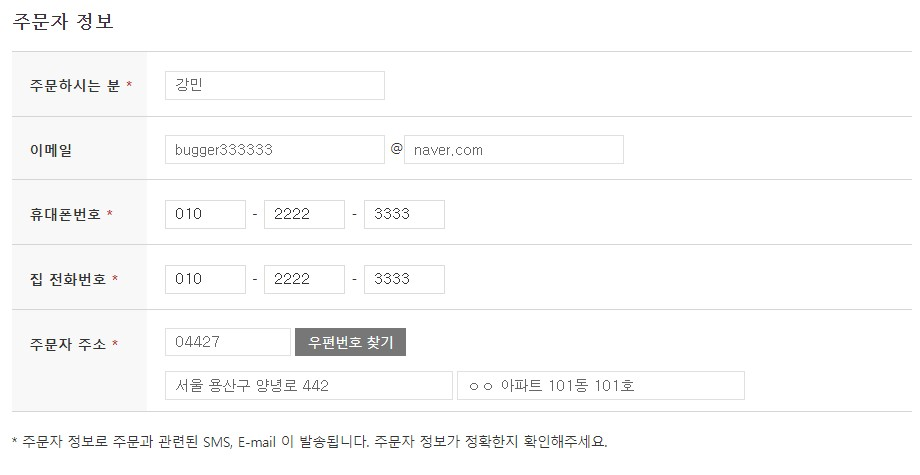 주문자 정보
주문하시는 분 * 강민
이메일 bugger333333 @ naver.com
휴대폰번호 * 010 - 2222 - 3333
집 전화번호 * 010 - 2222 - 3333
주문자 주소 * 04427 우편번호 찾기
서울 용산구 양녕로 442 ㅇㅇ 아파트 101동 101호
* 주문자 정보로 주문과 관련된 SMS, E-mail 이 발송됩니다. 주문자 정보가 정확한지 확인해주세요.